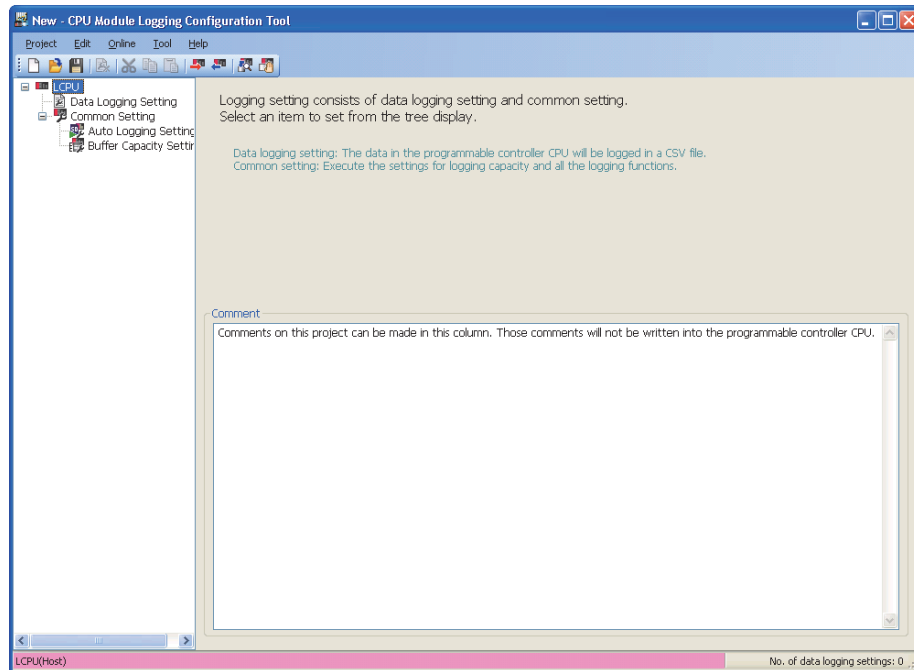 New - CPU Module Logging Configuration Tool
Project Edit Online Tool Help
LCPU
Data Logging Setting
Common Setting
Auto Logging Setting
Buffer Capacity Settir
Logging setting consists of data logging setting and common setting.
Select an item to set from the tree display.
Data logging setting: The data in the programmable controller CPU will be logged in a CSV file.
Common setting: Execute the settings for logging capacity and all the logging functions.
Comment
Comments on this project can be made in this column. Those comments will not be written into the programmable controller CPU.
LCPU(Host)
No. of data logging settings: 0